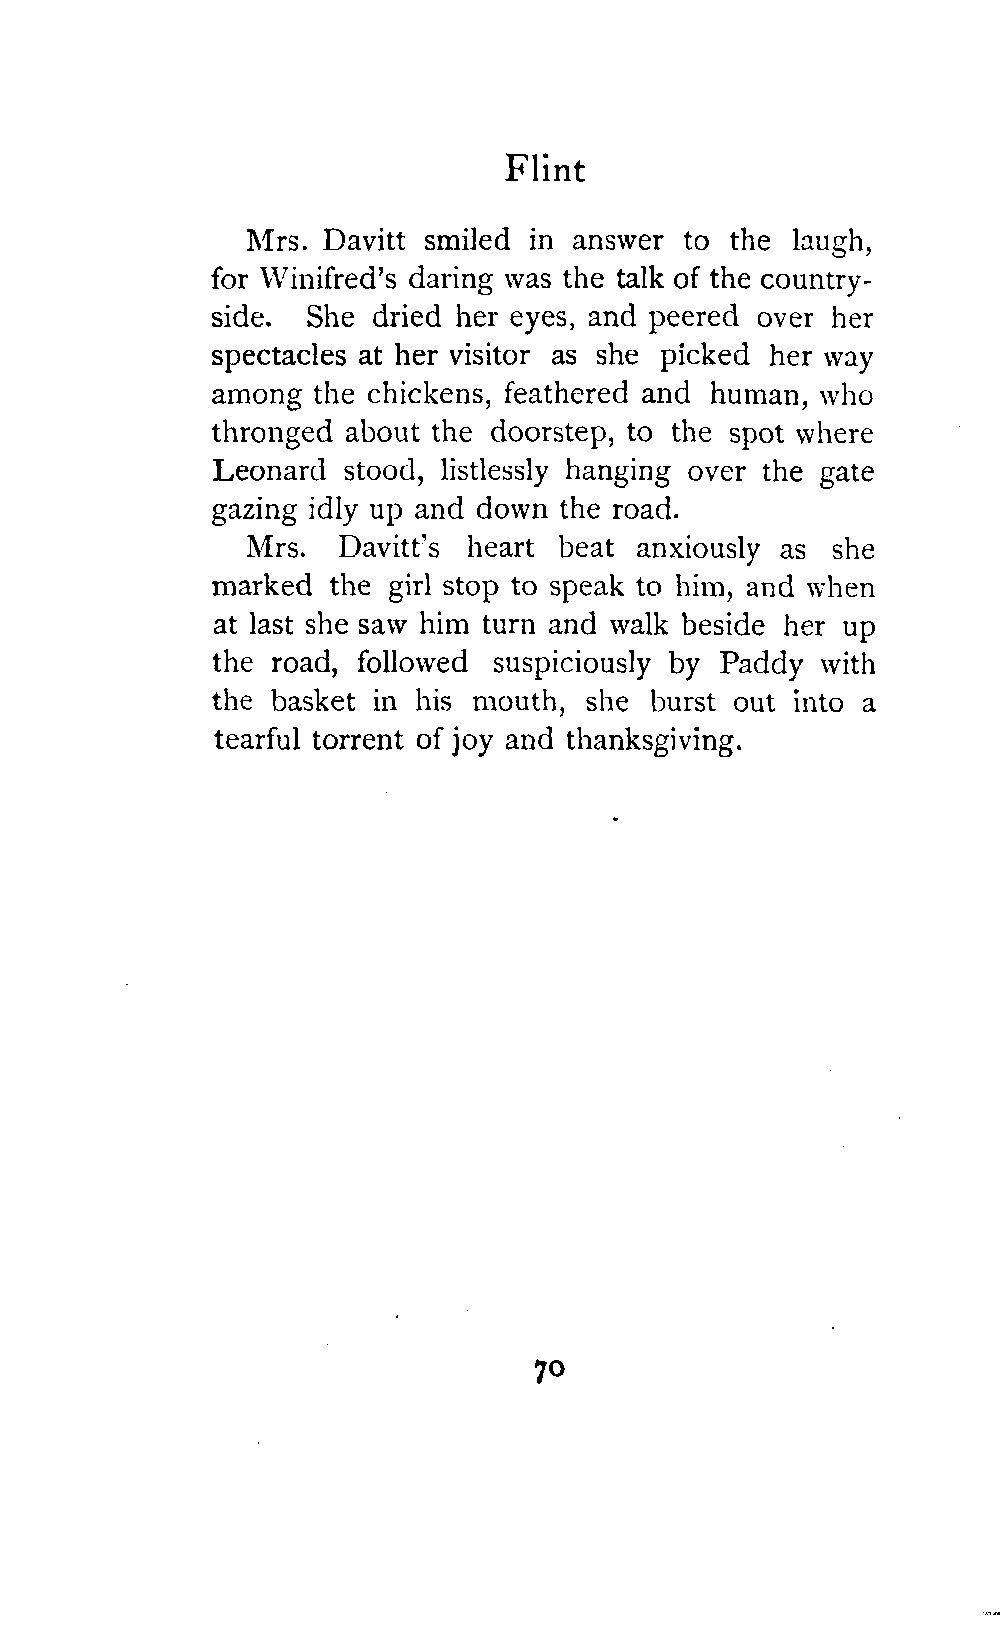 Flint
Mrs. Davitt smiled in answer to the laugh,
for Winifred's daring was the talk of the country-
side. She dried her eyes, and peered over her
spectacles at her visitor as she picked her way
among the chickens, feathered and human, who
thronged about the doorstep, to the spot where
Leonard stood, listlessly hanging over the gate
gazing idly up and down the road.
Mrs. Davitt's heart beat anxiously as she
marked the girl stop to speak to him, and when
at last she saw him turn and walk beside her up
the road, followed suspiciously by Paddy with
the basket in his mouth, she burst out into a
tearful torrent of joy and thanksgiving.
70